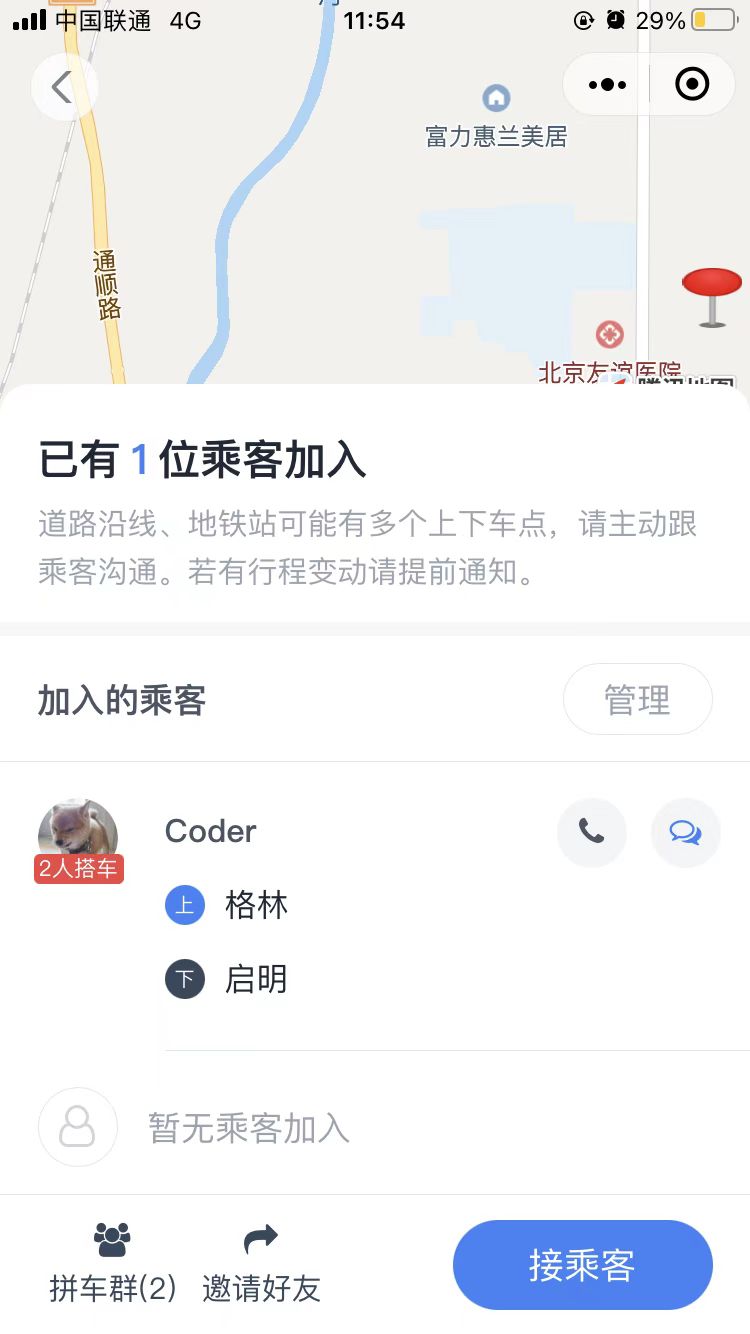 中国联通 4G 11:54 29%
富力惠兰美居
通顺路
北京友谊医院
腾讯地图
已有 1 位乘客加入
道路沿线、地铁站可能有多个上下车点，请主动跟
乘客沟通。若有行程变动请提前通知。
加入的乘客 管理
Coder
2人搭车
上 格林
下 启明
暂无乘客加入
拼车群(2) 邀请好友 接乘客